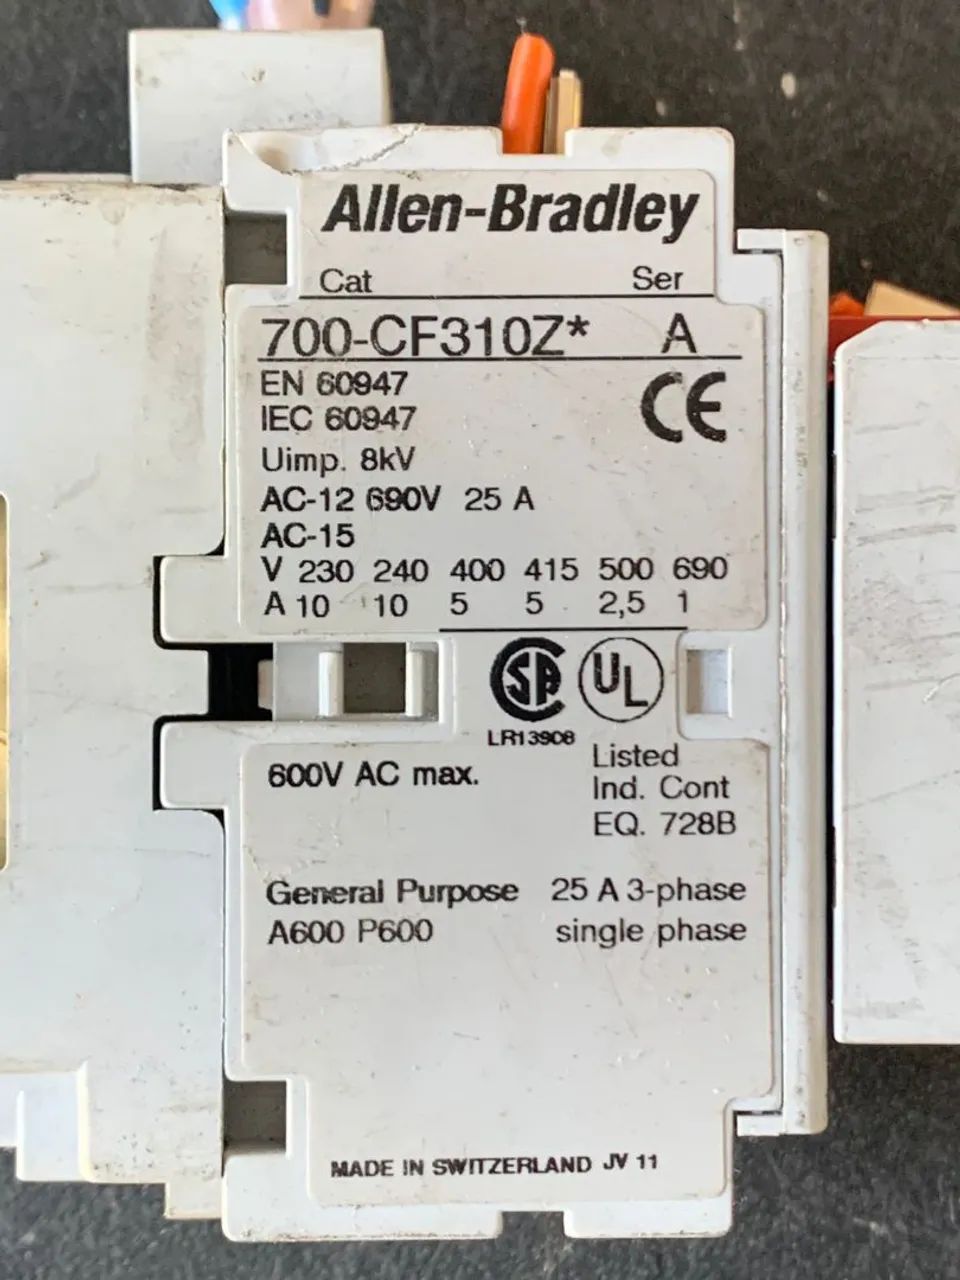 Allen-Bradley
Cat Ser
700-CF310Z* A
EN 60947
IEC 60947
CE
Uimp. 8kV
AC-12 690V 25 A
AC-15
V 230 240 400 415 500 690
A 10 10 5 5 2,5 1
SA UL
LR13908
600V AC max.
Listed
Ind. Cont
EQ. 728B
General Purpose 25 A 3-phase
A600 P600 single phase
MADE IN SWITZERLAND JV 11